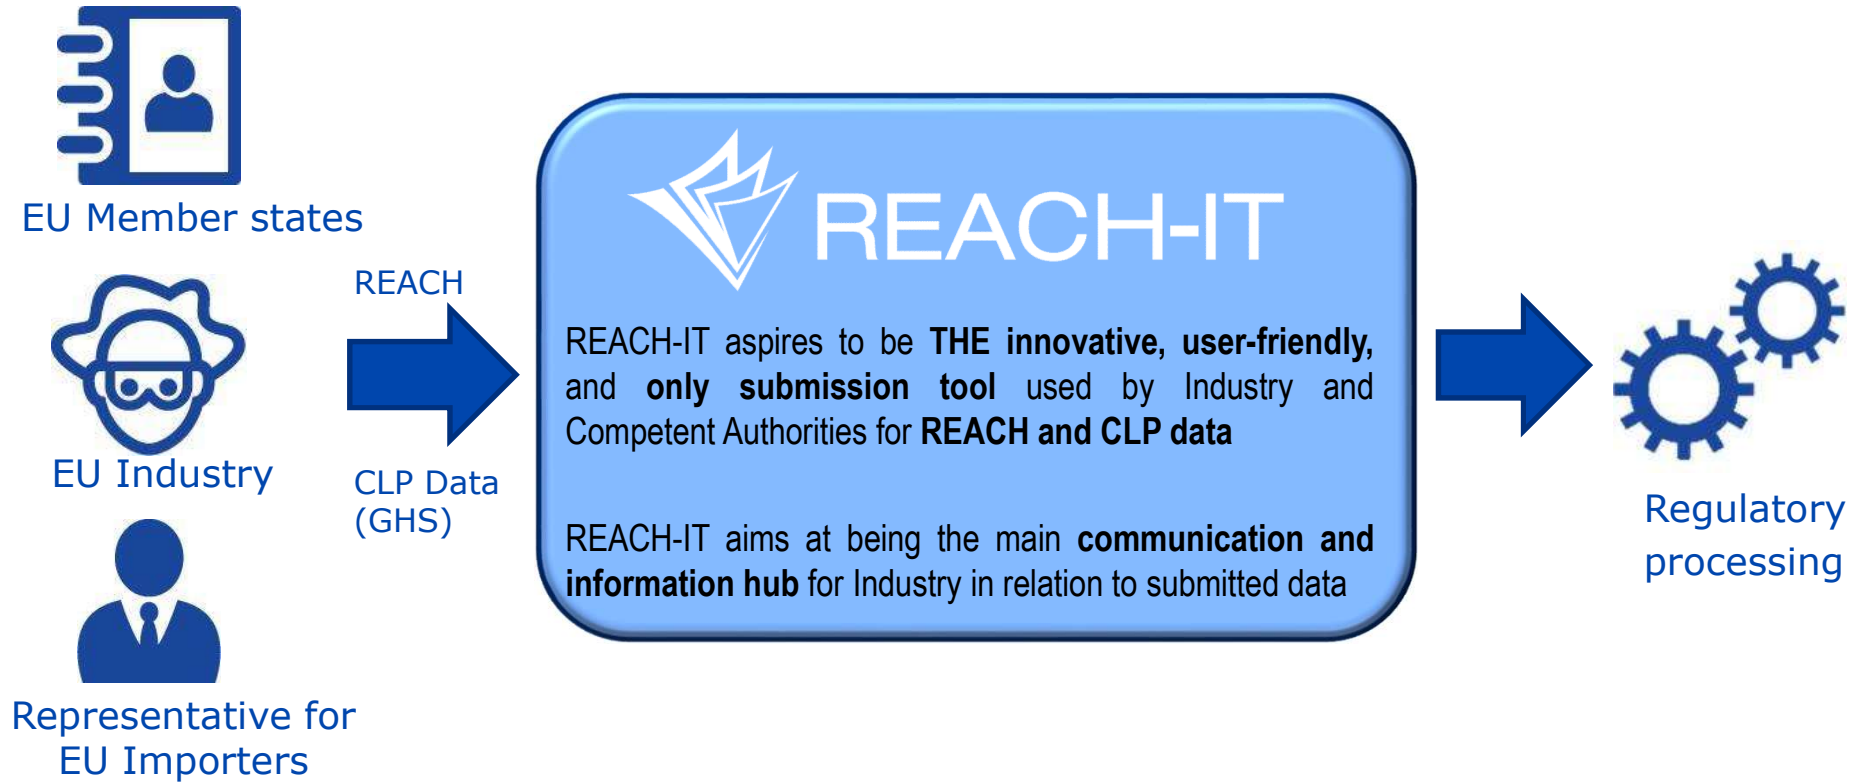 EU Member states
EU Industry
Representative for
EU Importers
REACH
CLP Data
(GHS)
REACH-IT
REACH-IT aspires to be THE innovative, user-friendly,
and only submission tool used by Industry and
Competent Authorities for REACH and CLP data
REACH-IT aims at being the main communication and
information hub for Industry in relation to submitted data
Regulatory
processing